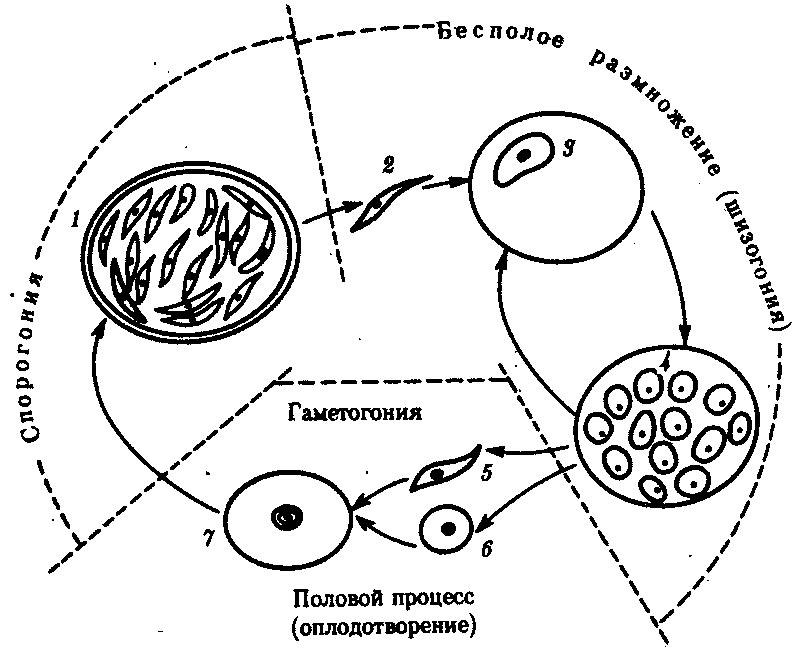 Бесполое размножение (шизогония)
2
3
1
Спорогония
4
Гаметогония
5
7
6
Половой процесс
(оплодотворение)